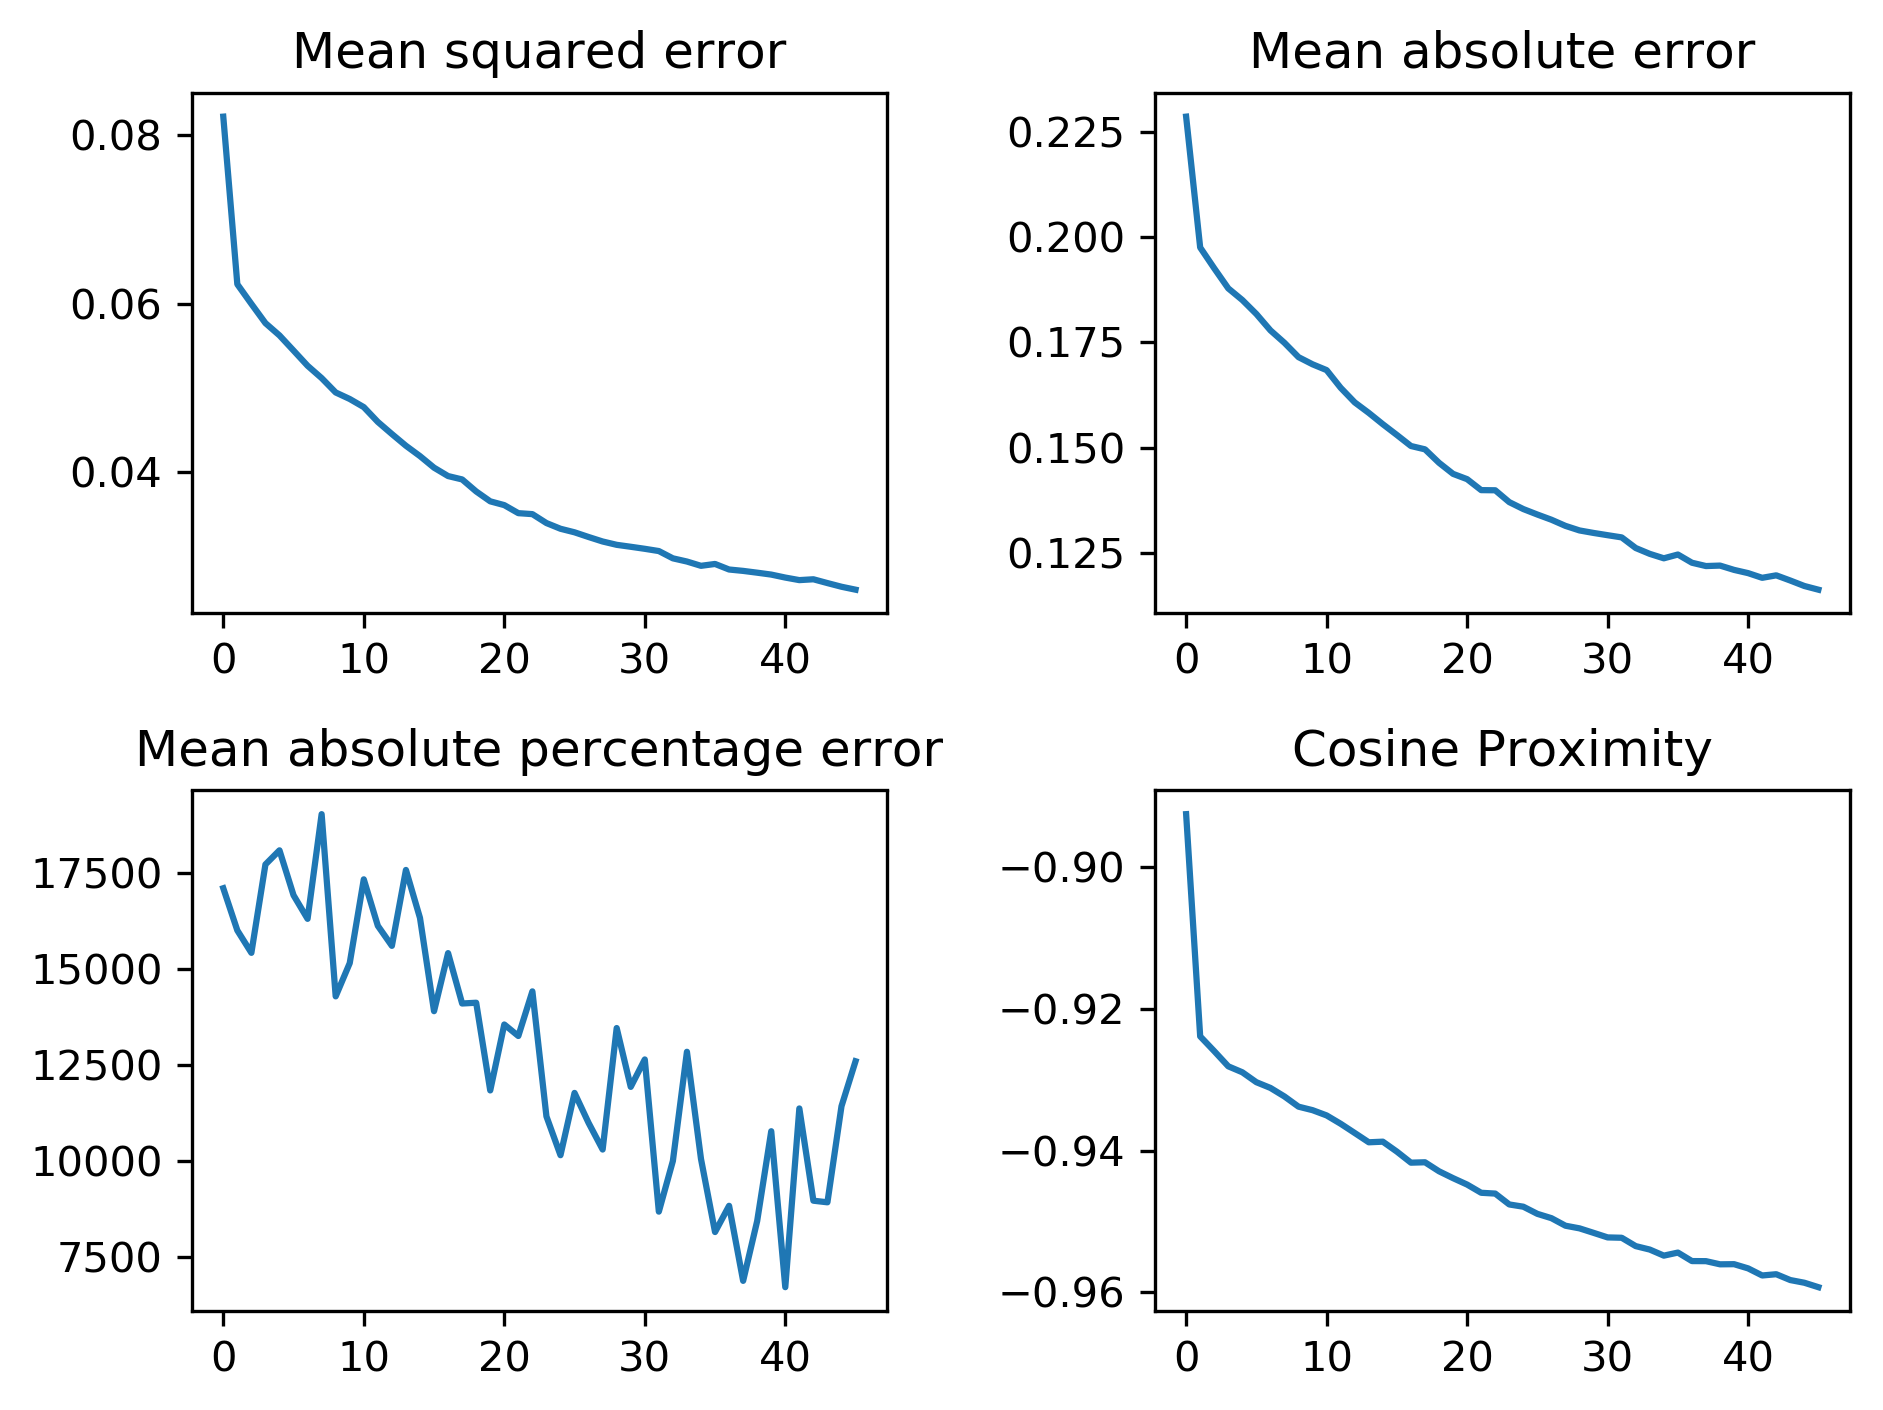 Mean squared error
0.08
0.06
0.04
0 10 20 30 40
Mean absolute error
0.225
0.200
0.175
0.150
0.125
0 10 20 30 40
Mean absolute percentage error
17500
15000
12500
10000
7500
0 10 20 30 40
Cosine Proximity
−0.90
−0.92
−0.94
−0.96
0 10 20 30 40